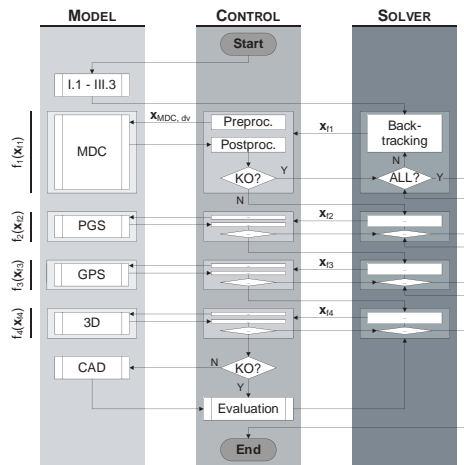 MODEL CONTROL SOLVER
Start
I.1 - III.3
f1(xf1)
MDC
xMDC, dv
Preproc.
Postproc.
KO?
Y
N
xf1
Back-
tracking
N
ALL?
Y
f2(xf2)
PGS
xf2
f3(xf3)
GPS
xf3
f4(xf4)
3D
xf4
CAD
N
KO?
Y
Evaluation
End